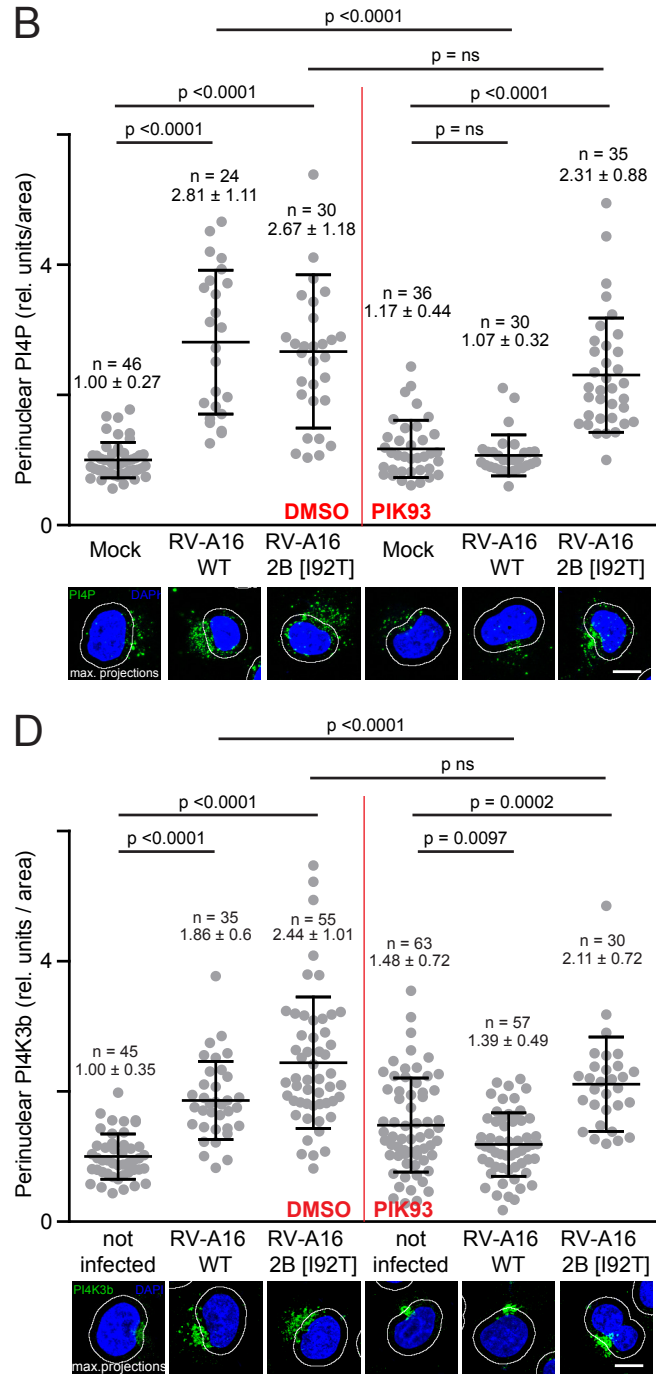 B
p <0.0001
p = ns
p <0.0001
p <0.0001
p <0.0001
p = ns
n = 35
2.31 ± 0.88
n = 24
2.81 ± 1.11
n = 30
2.67 ± 1.18
n = 36
1.17 ± 0.44
n = 30
1.07 ± 0.32
n = 46
1.00 ± 0.27
Perinuclear PI4P (rel. units/area)
4
0
DMSO
PIK93
Mock
RV-A16
WT
RV-A16
2B [I92T]
Mock
RV-A16
WT
RV-A16
2B [I92T]
PI4P
DAPI
max. projections
D
p <0.0001
p ns
p <0.0001
p = 0.0002
p <0.0001
p = 0.0097
n = 35
1.86 ± 0.6
n = 55
2.44 ± 1.01
n = 63
1.48 ± 0.72
n = 30
2.11 ± 0.72
n = 57
1.39 ± 0.49
n = 45
1.00 ± 0.35
Perinuclear PI4K3b (rel. units / area)
4
0
DMSO
PIK93
not
infected
RV-A16
WT
RV-A16
2B [I92T]
not
infected
RV-A16
WT
RV-A16
2B [I92T]
PI4K3b
DAPI
max.projections